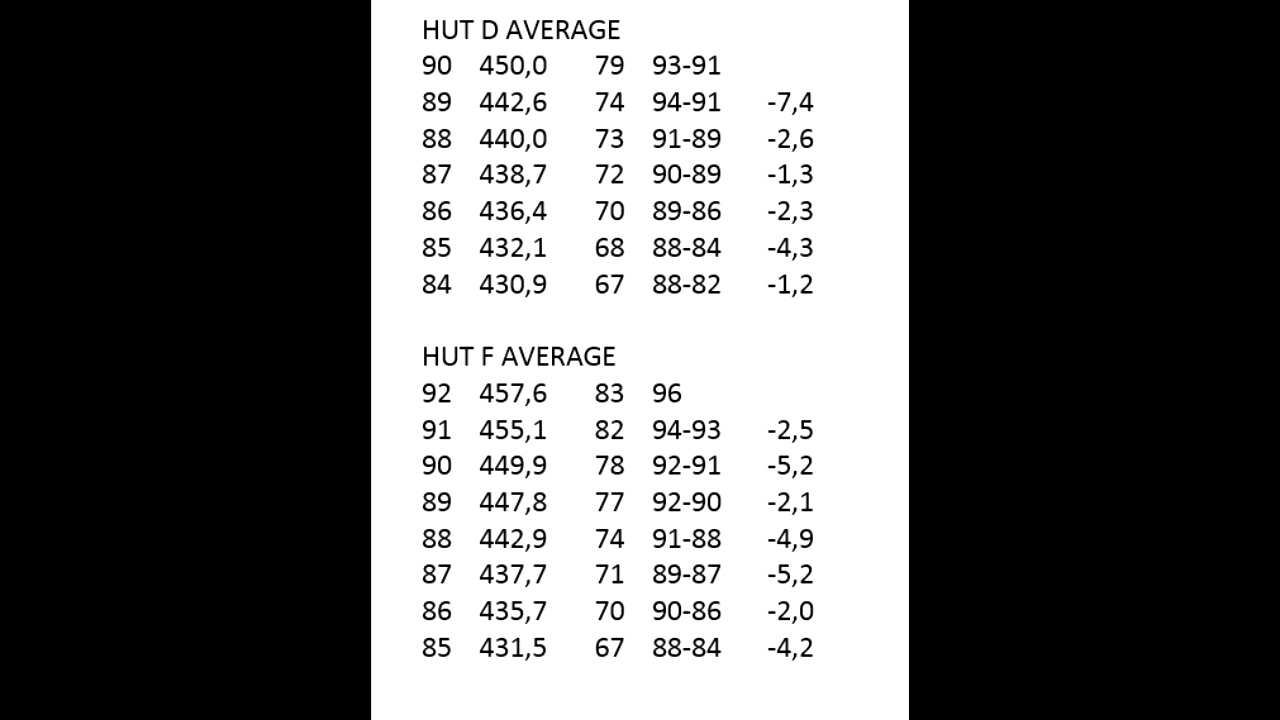 HUT D AVERAGE
90 450,0 79 93-91
89 442,6 74 94-91 -7,4
88 440,0 73 91-89 -2,6
87 438,7 72 90-89 -1,3
86 436,4 70 89-86 -2,3
85 432,1 68 88-84 -4,3
84 430,9 67 88-82 -1,2
HUT F AVERAGE
92 457,6 83 96
91 455,1 82 94-93 -2,5
90 449,9 78 92-91 -5,2
89 447,8 77 92-90 -2,1
88 442,9 74 91-88 -4,9
87 437,7 71 89-87 -5,2
86 435,7 70 90-86 -2,0
85 431,5 67 88-84 -4,2